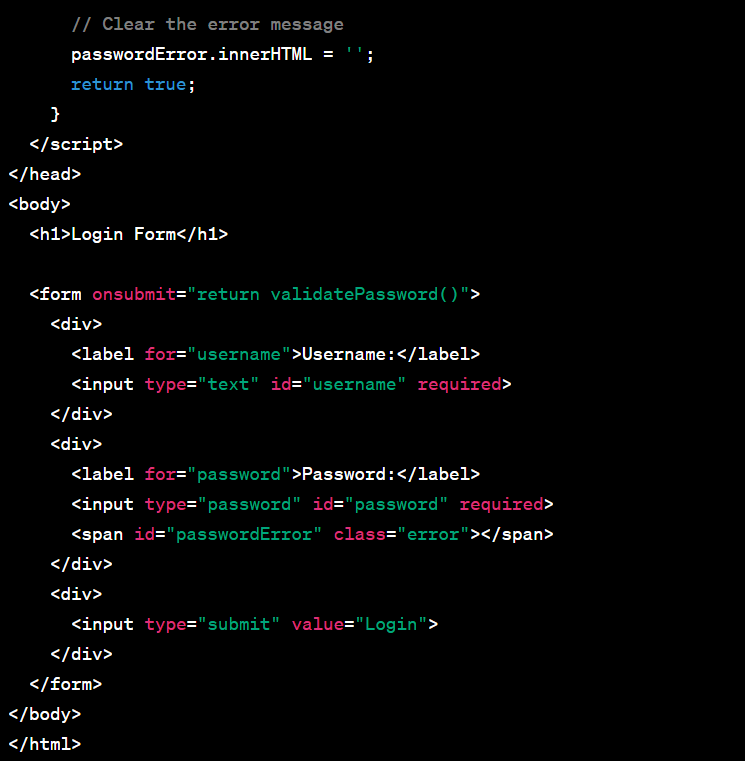 // Clear the error message
passwordError.innerHTML = '';
return true;
}
</script>
</head>
<body>
<h1>Login Form</h1>
<form onsubmit="return validatePassword()">
<div>
<label for="username">Username:</label>
<input type="text" id="username" required>
</div>
<div>
<label for="password">Password:</label>
<input type="password" id="password" required>
<span id="passwordError" class="error"></span>
</div>
<div>
<input type="submit" value="Login">
</div>
</form>
</body>
</html>